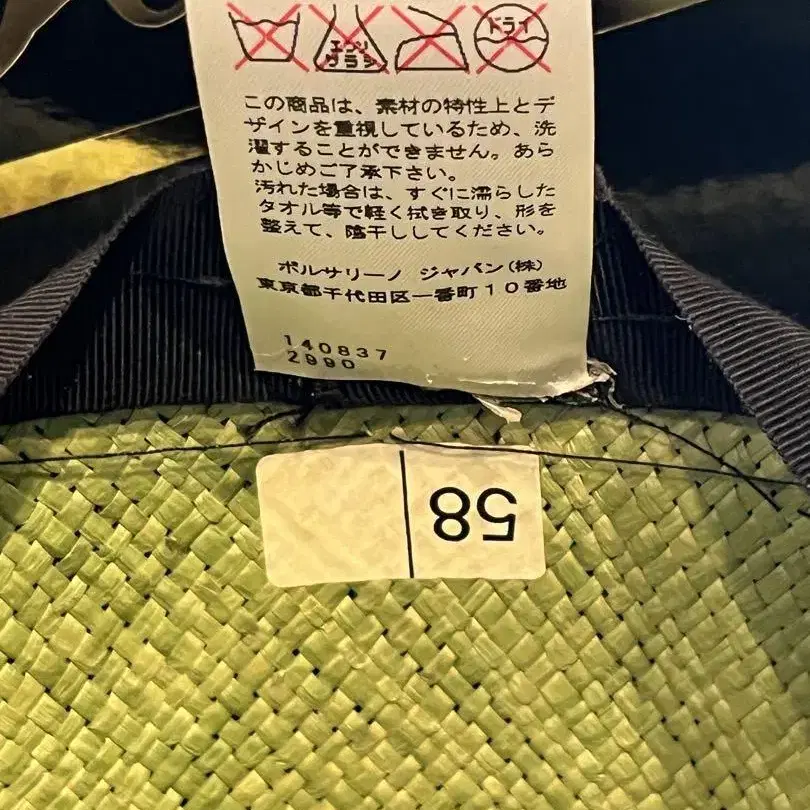 エンソ
サラシ
ドライ
この商品は、素材の特性上とデ
ザインを重視しているため、洗
濯することができません。あら
かじめご了承下さい。
汚れた場合は、すぐに濡らした
タオル等で軽く拭き取り、形を
整えて、陰干ししてください。
ボルサリーノ ジャパン(株)
東京都千代田区一番町10番地
140837
2990
58